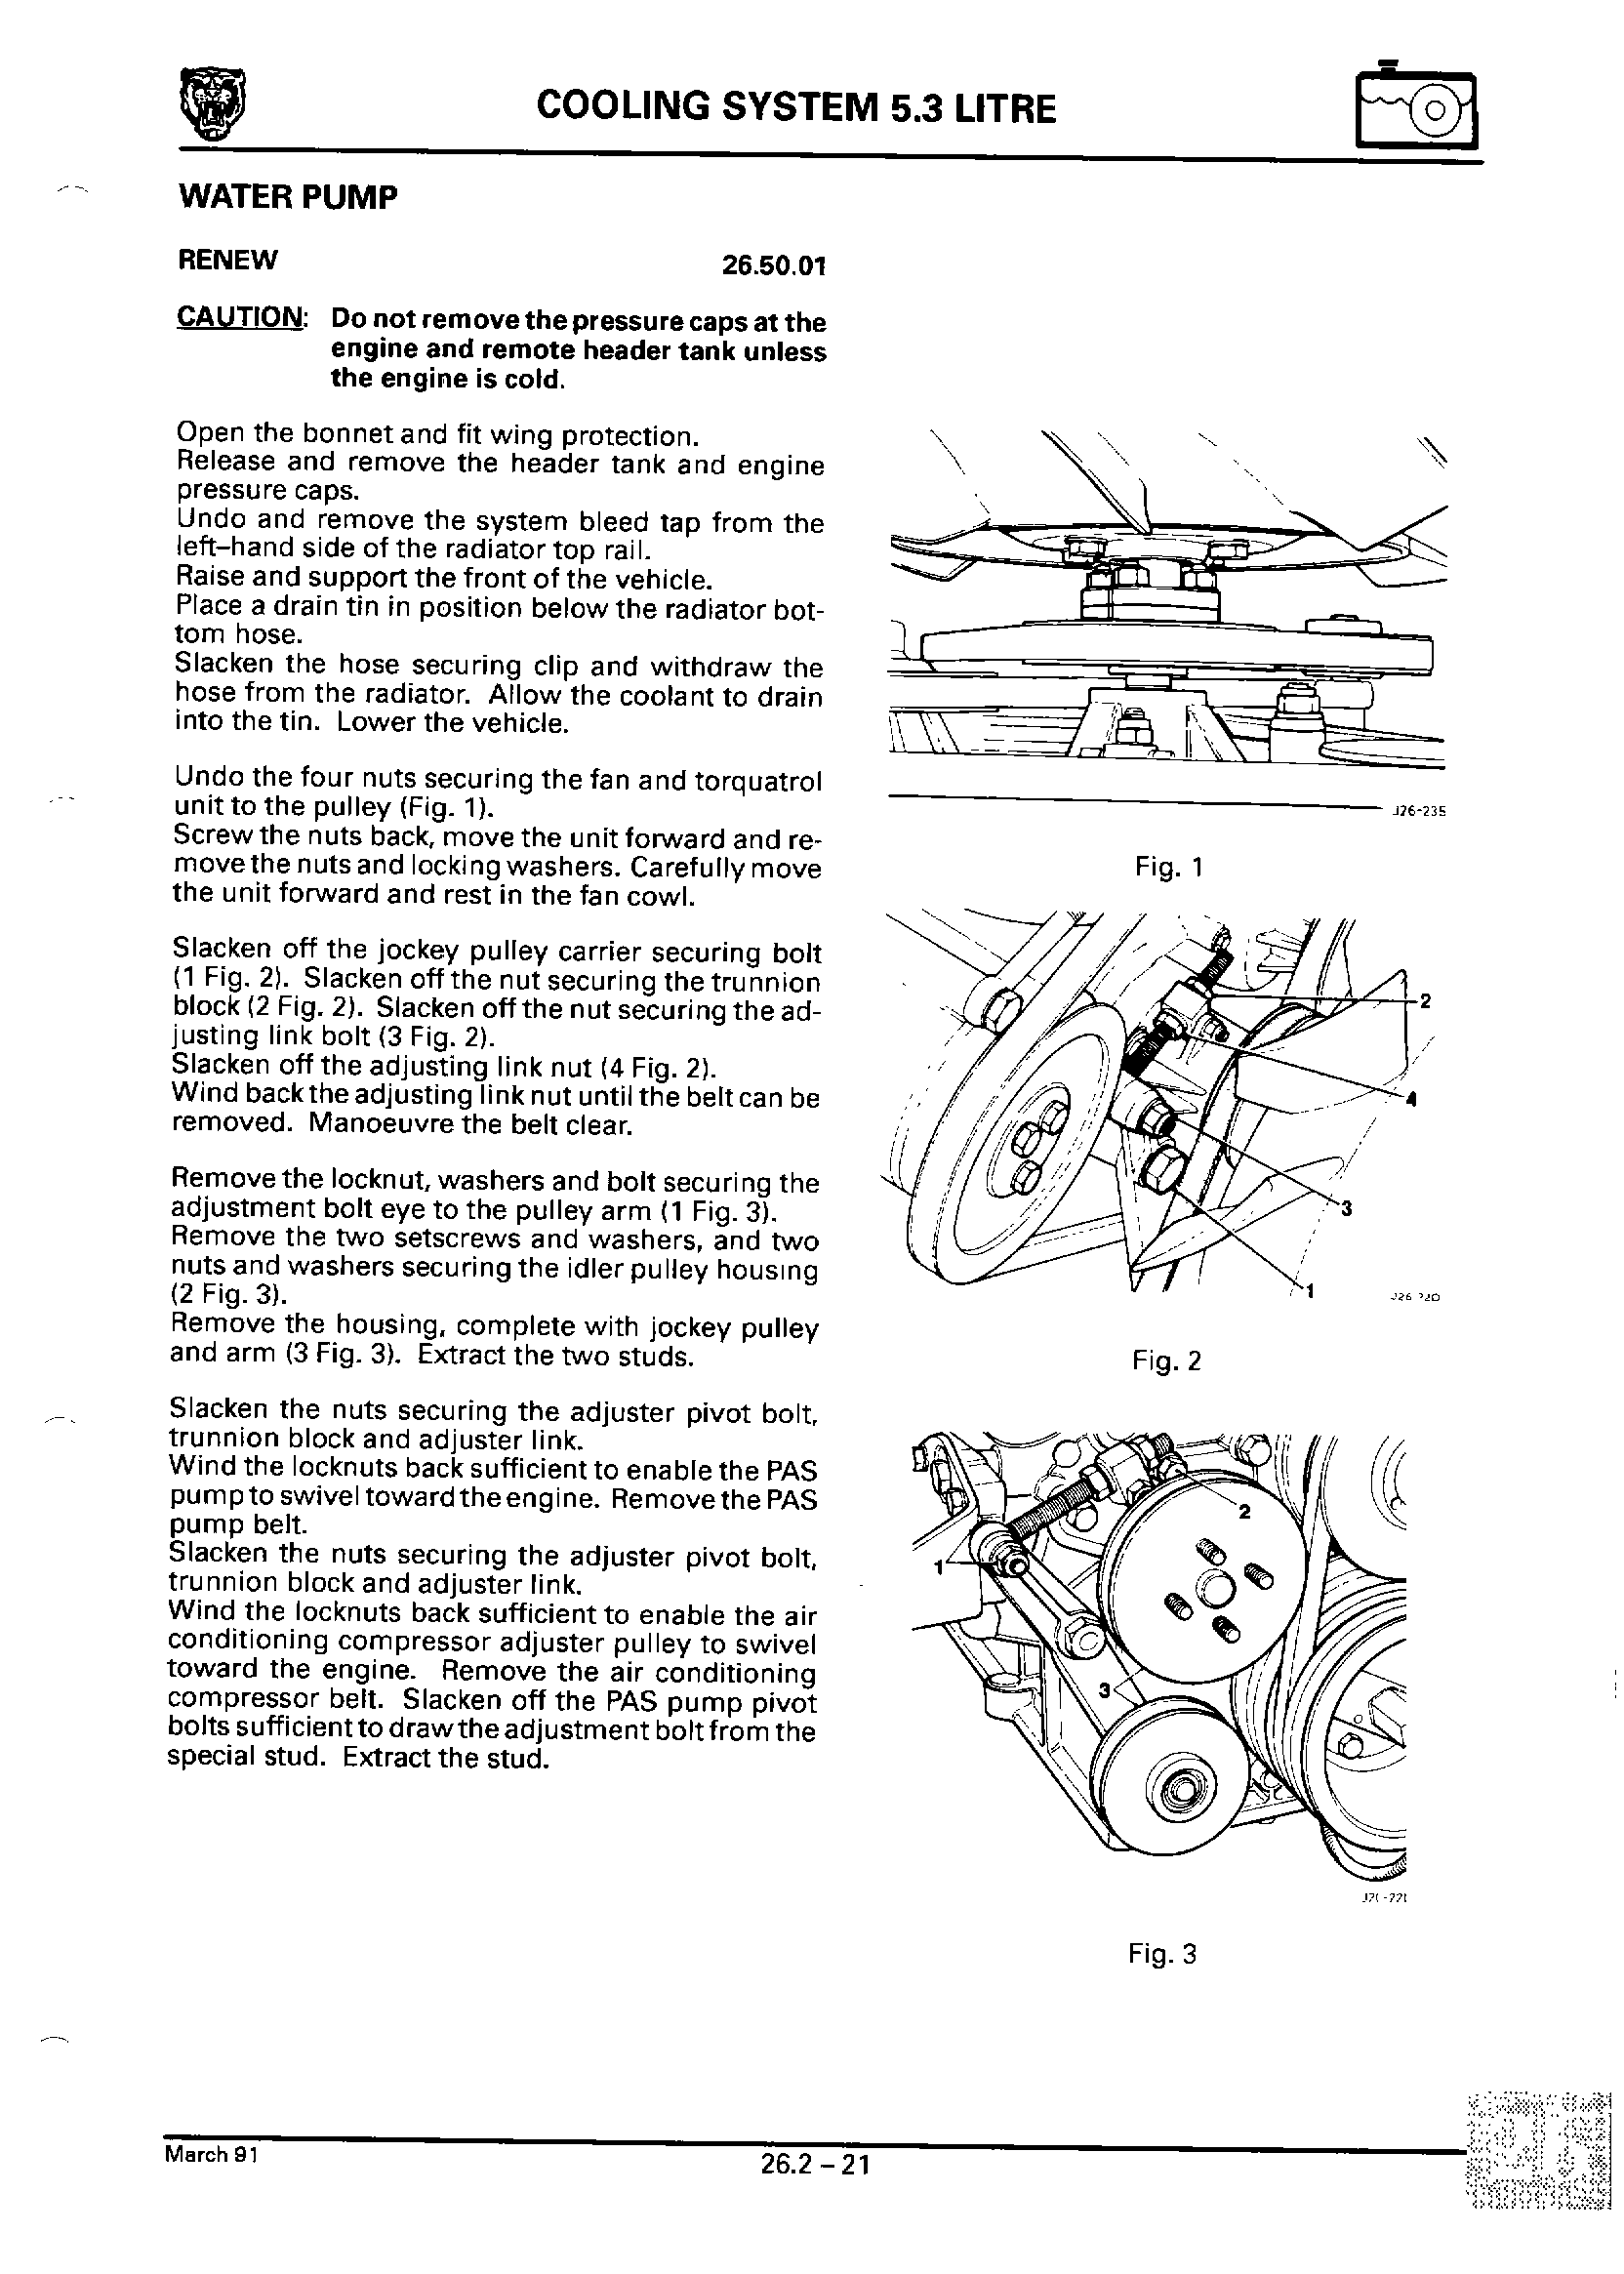 COOLING SYSTEM 5.3 LITRE
WATER PUMP
RENEW 26.50.01
CAUTION: Do not remove the pressure caps at the
engine and remote header tank unless
the engine is cold.
Open the bonnet and fit wing protection.
Release and remove the header tank and engine
pressure caps.
Undo and remove the system bleed tap from the
left-hand side of the radiator top rail.
Raise and support the front of the vehicle.
Place a drain tin in position below the radiator bot-
tom hose.
Slacken the hose securing clip and withdraw the
hose from the radiator. Allow the coolant to drain
into the tin. Lower the vehicle.
Undo the four nuts securing the fan and torquatrol
unit to the pulley (Fig. 1).
Screw the nuts back, move the unit forward and re-
move the nuts and locking washers. Carefully move
the unit forward and rest in the fan cowl.
Slacken off the jockey pulley carrier securing bolt
(1 Fig. 2). Slacken off the nut securing the trunnion
block (2 Fig. 2). Slacken off the nut securing the ad-
justing link bolt (3 Fig. 2).
Slacken off the adjusting link nut (4 Fig. 2).
Wind back the adjusting link nut until the belt can be
removed. Manoeuvre the belt clear.
Remove the locknut, washers and bolt securing the
adjustment bolt eye to the pulley arm (1 Fig. 3).
Remove the two setscrews and washers, and two
nuts and washers securing the idler pulley housing
(2 Fig. 3).
Remove the housing, complete with jockey pulley
and arm (3 Fig. 3). Extract the two studs.
Slacken the nuts securing the adjuster pivot bolt,
trunnion block and adjuster link.
Wind the locknuts back sufficient to enable the PAS
pump to swivel toward the engine. Remove the PAS
pump belt.
Slacken the nuts securing the adjuster pivot bolt,
trunnion block and adjuster link.
Wind the locknuts back sufficient to enable the air
conditioning compressor adjuster pulley to swivel
toward the engine. Remove the air conditioning
compressor belt. Slacken off the PAS pump pivot
bolts sufficient to draw the adjustment bolt from the
special stud. Extract the stud.
J26-235
Fig. 1
2
4
3
1
Fig. 2
2
1
3
Fig. 3
March 91
26.2 – 21